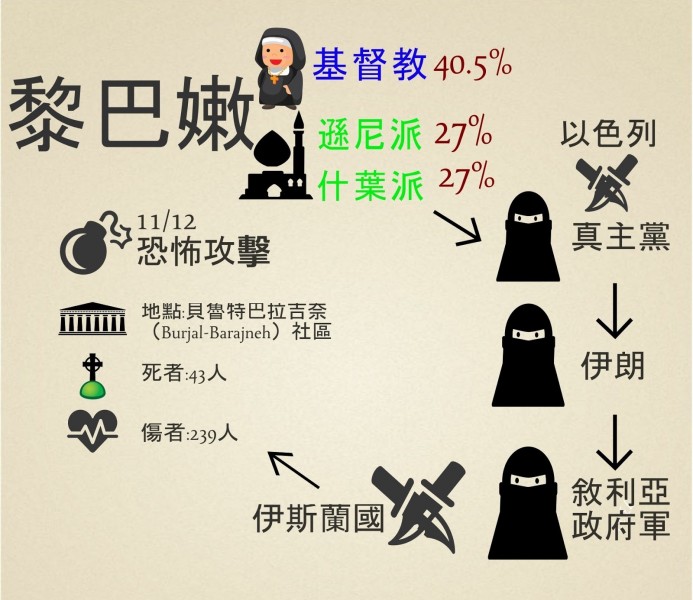 黎巴嫩
基督教 40.5%
遜尼派 27%
什葉派 27%
以色列
真主黨
伊朗
敘利亞
政府軍
伊斯蘭國
11/12
恐怖攻擊
地點:貝魯特巴拉吉奈
（Burjal-Barajneh）社區
死者:43人
傷者:239人